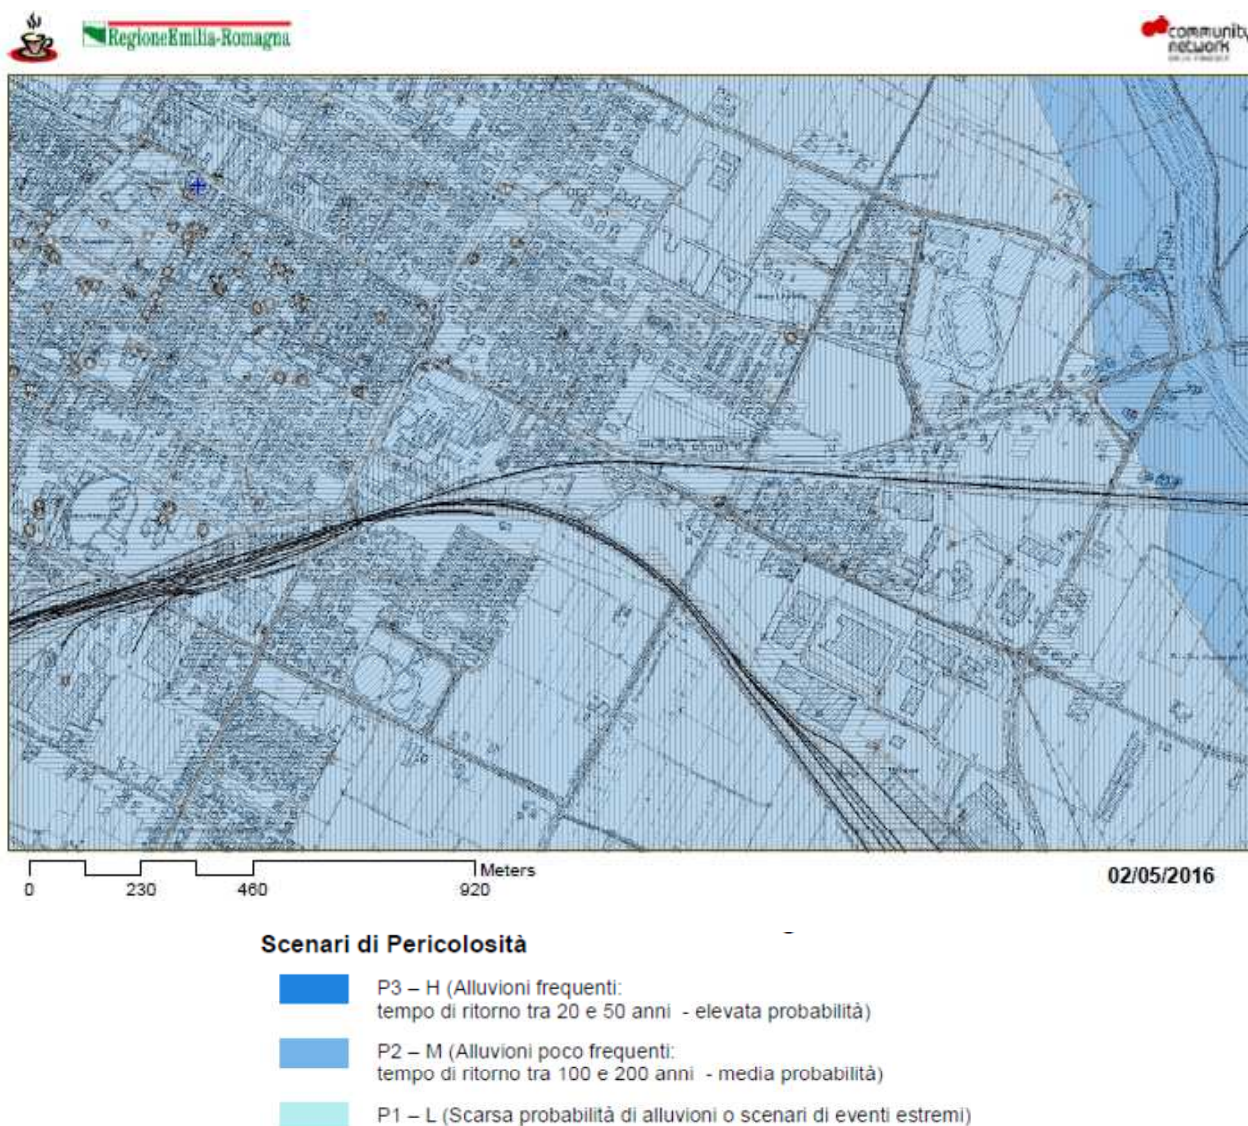 RegioneEmilia-Romagna
community
network
Meters
0 230 460 920
02/05/2016
Scenari di Pericolosità
P3 – H (Alluvioni frequenti:
tempo di ritorno tra 20 e 50 anni - elevata probabilità)
P2 – M (Alluvioni poco frequenti:
tempo di ritorno tra 100 e 200 anni - media probabilità)
P1 – L (Scarsa probabilità di alluvioni o scenari di eventi estremi)